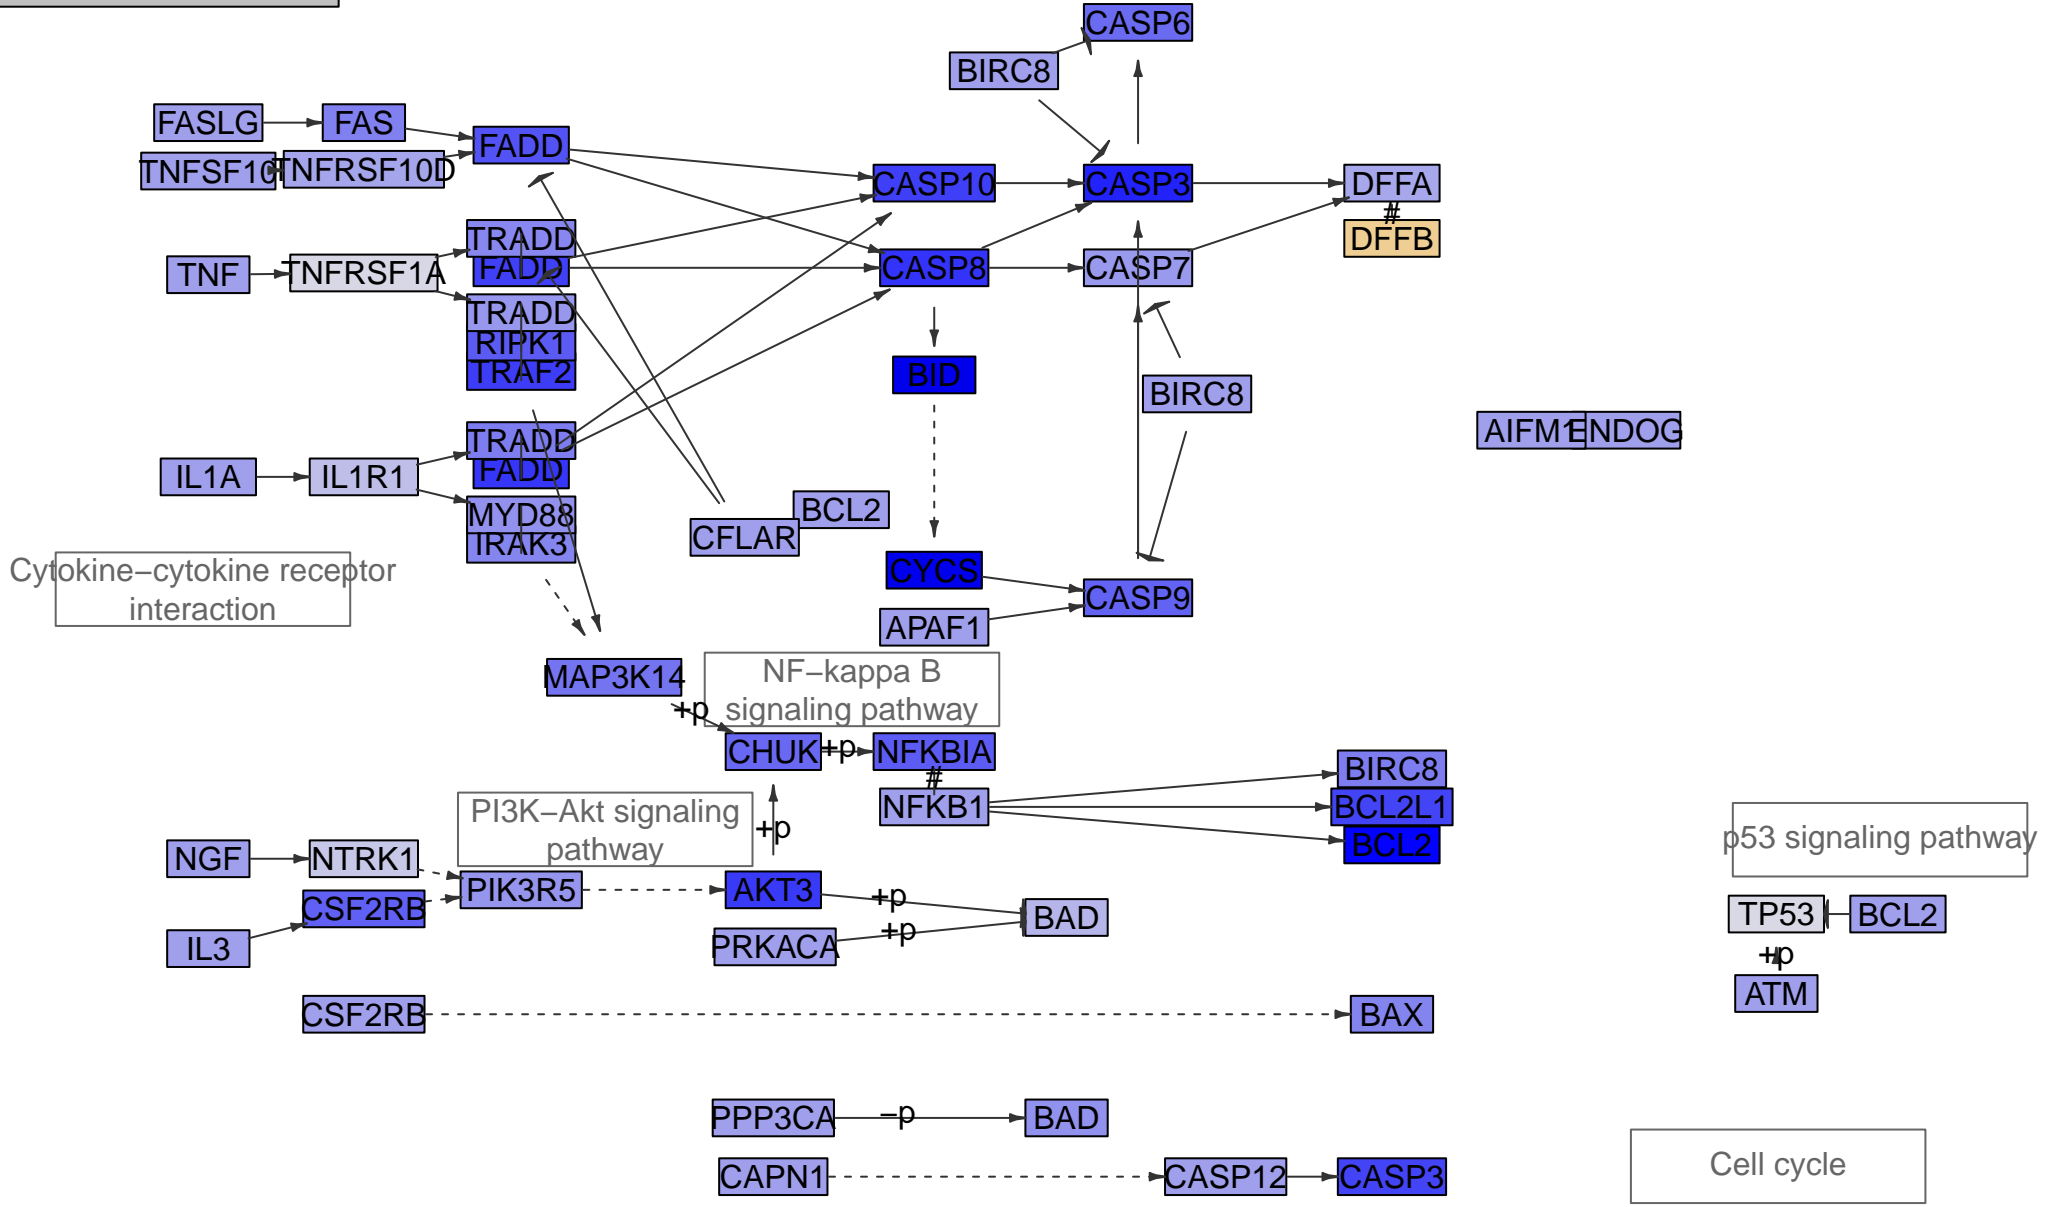 CASP6
BIRC8
FASLG
FAS
FADD
TNFSF10
TNFRSF10D
CASP10
CASP3
DFFA
#
DFFB
TRADD
FADD
TNF
TNFRSF1A
CASP8
CASP7
TRADD
RIPK1
TRAF2
BID
BIRC8
AIFM1
ENDOG
TRADD
FADD
IL1A
IL1R1
MYD88
IRAK3
BCL2
CFLAR
Cytokine−cytokine receptor
interaction
CYCS
CASP9
APAF1
MAP3K14
NF−kappa B
signaling pathway
+p
CHUK
+p
NFKBIA
#
NFKB1
BIRC8
BCL2L1
BCL2
PI3K−Akt signaling
pathway
+p
p53 signaling pathway
NGF
NTRK1
PIK3R5
AKT3
+p
BAD
CSF2RB
TP53
BCL2
IL3
PRKACA
+p
+p
ATM
CSF2RB
BAX
PPP3CA
−p
BAD
CAPN1
CASP12
CASP3
Cell cycle